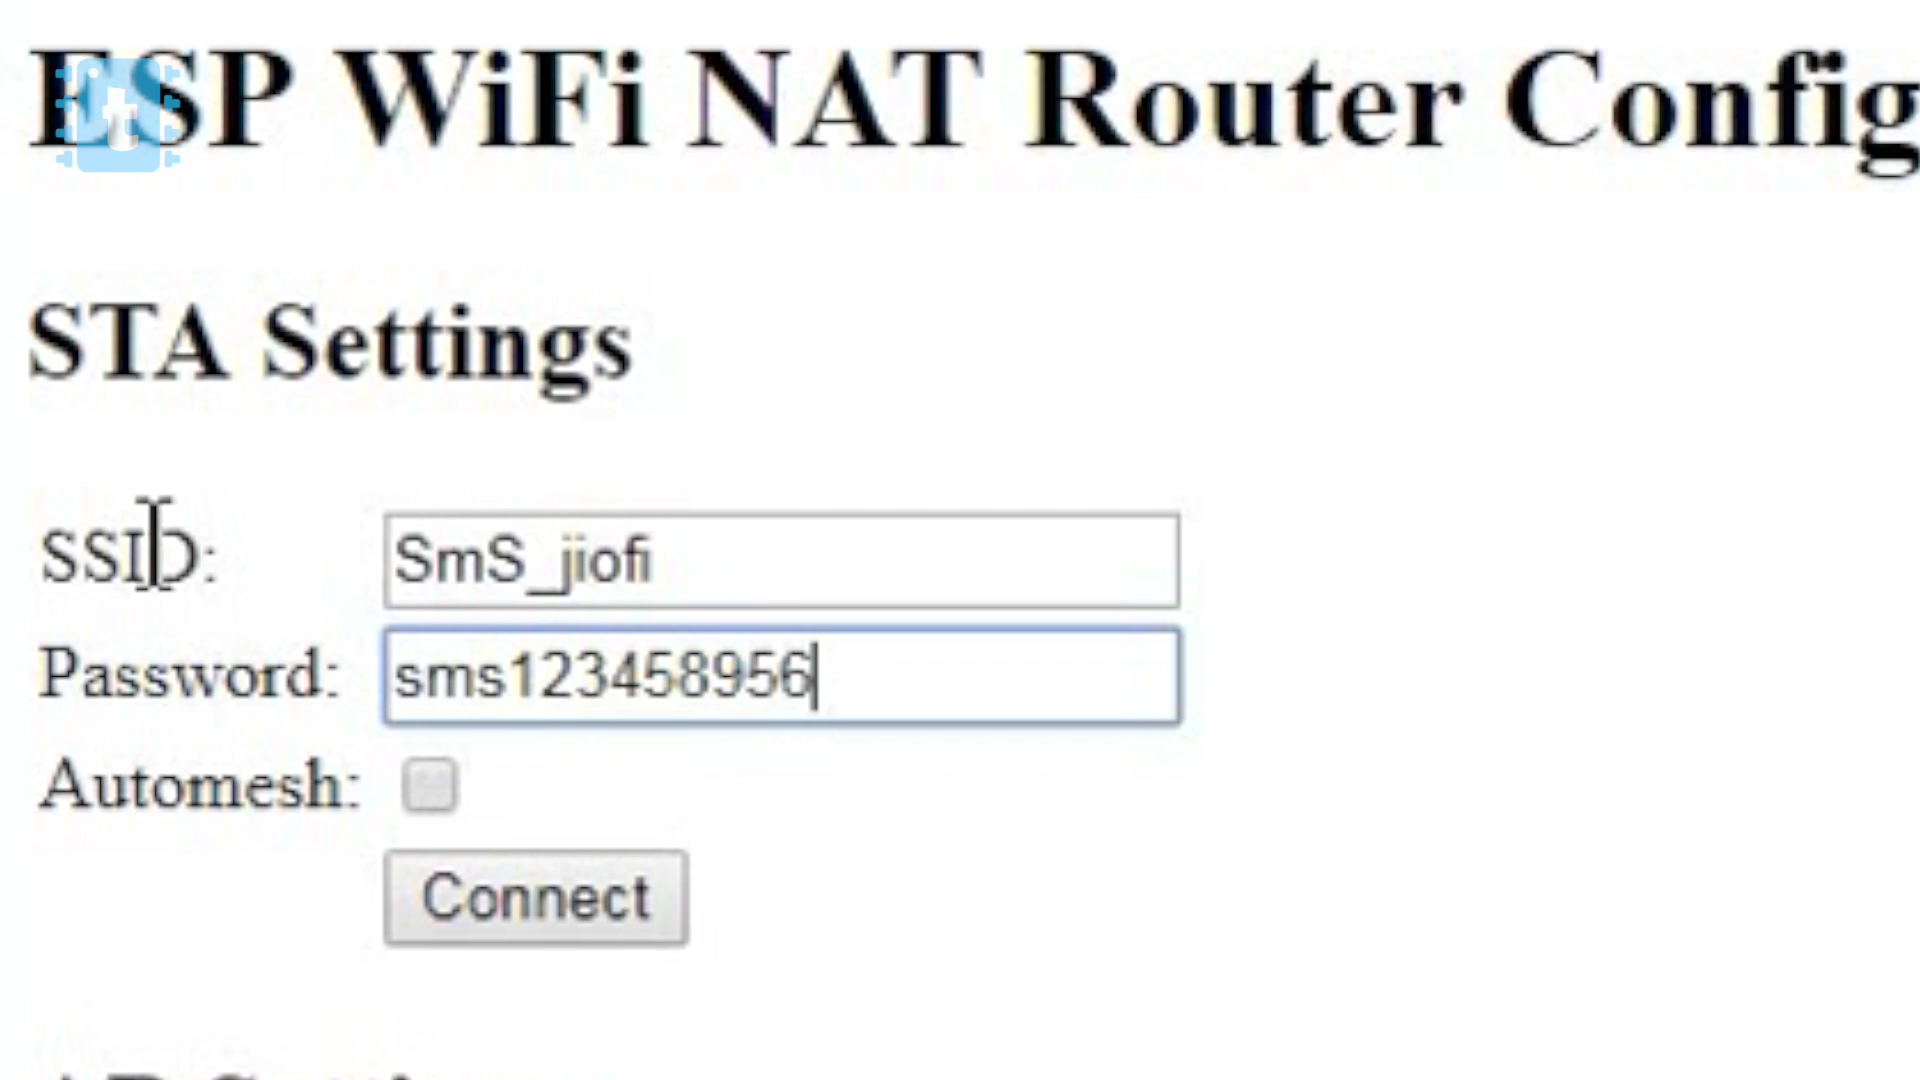 ESP WiFi NAT Router Config
STA Settings
SSID: SmS_jiofi
Password: sms123458956
Automesh:
Connect